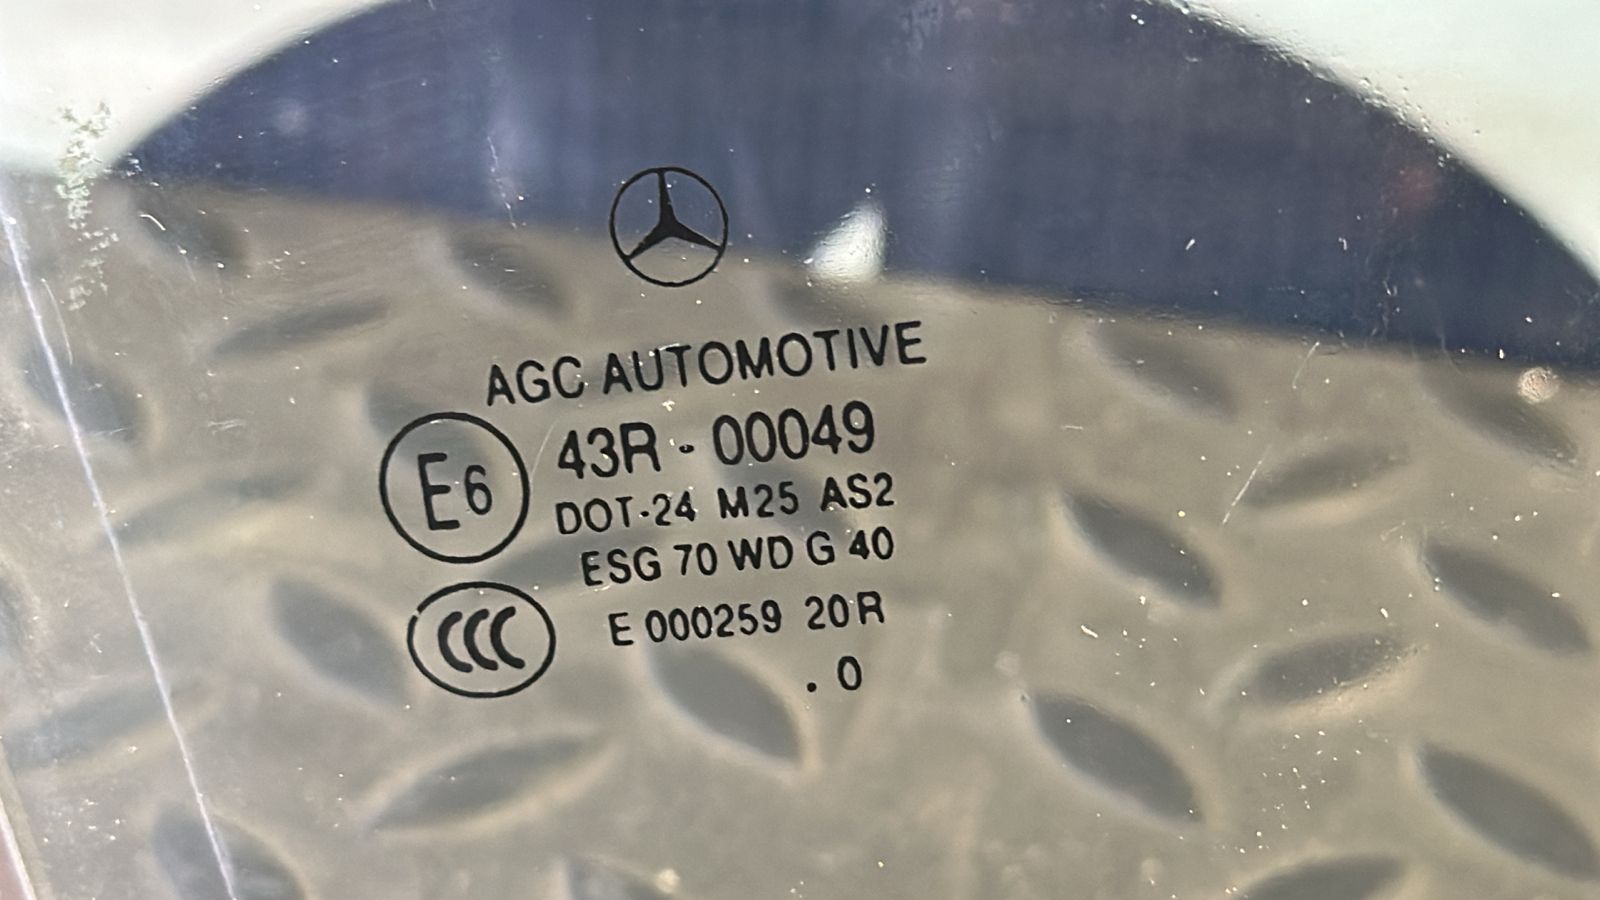 AGC AUTOMOTIVE
E6
43R - 00049
DOT-24 M25 AS2
ESG 70 WD G 40
CCC
E 000259 20R
. 0